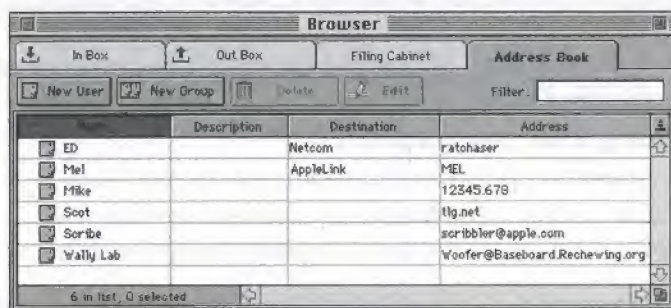 Browser
In Box Out Box Filing Cabinet Address Book
New User New Group Delete Edit Filter:
Name Description Destination Address
ED Netcom ratchaser
Mel AppleLink MEL
Mike 12345.678
Scot tlg.net
Scribe scribbler@apple.com
Wally Lab Woofer@Baseboard.Rechewing.org
6 in list, 0 selected